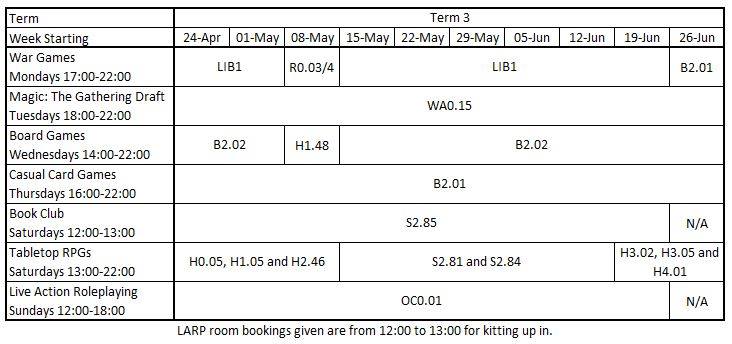 Term Term 3
Week Starting 24-Apr 01-May 08-May 15-May 22-May 29-May 05-Jun 12-Jun 19-Jun 26-Jun
War Games
Mondays 17:00-22:00
LIB1 R0.03/4 LIB1 B2.01
Magic: The Gathering Draft
Tuesdays 18:00-22:00
WA0.15
Board Games
Wednesdays 14:00-22:00
B2.02 H1.48 B2.02
Casual Card Games
Thursdays 16:00-22:00
B2.01
Book Club
Saturdays 12:00-13:00
S2.85 N/A
Tabletop RPGs
Saturdays 13:00-22:00
H0.05, H1.05 and H2.46 S2.81 and S2.84 H3.02, H3.05 and
H4.01
Live Action Roleplaying
Sundays 12:00-18:00
OC0.01 N/A
LARP room bookings given are from 12:00 to 13:00 for kitting up in.